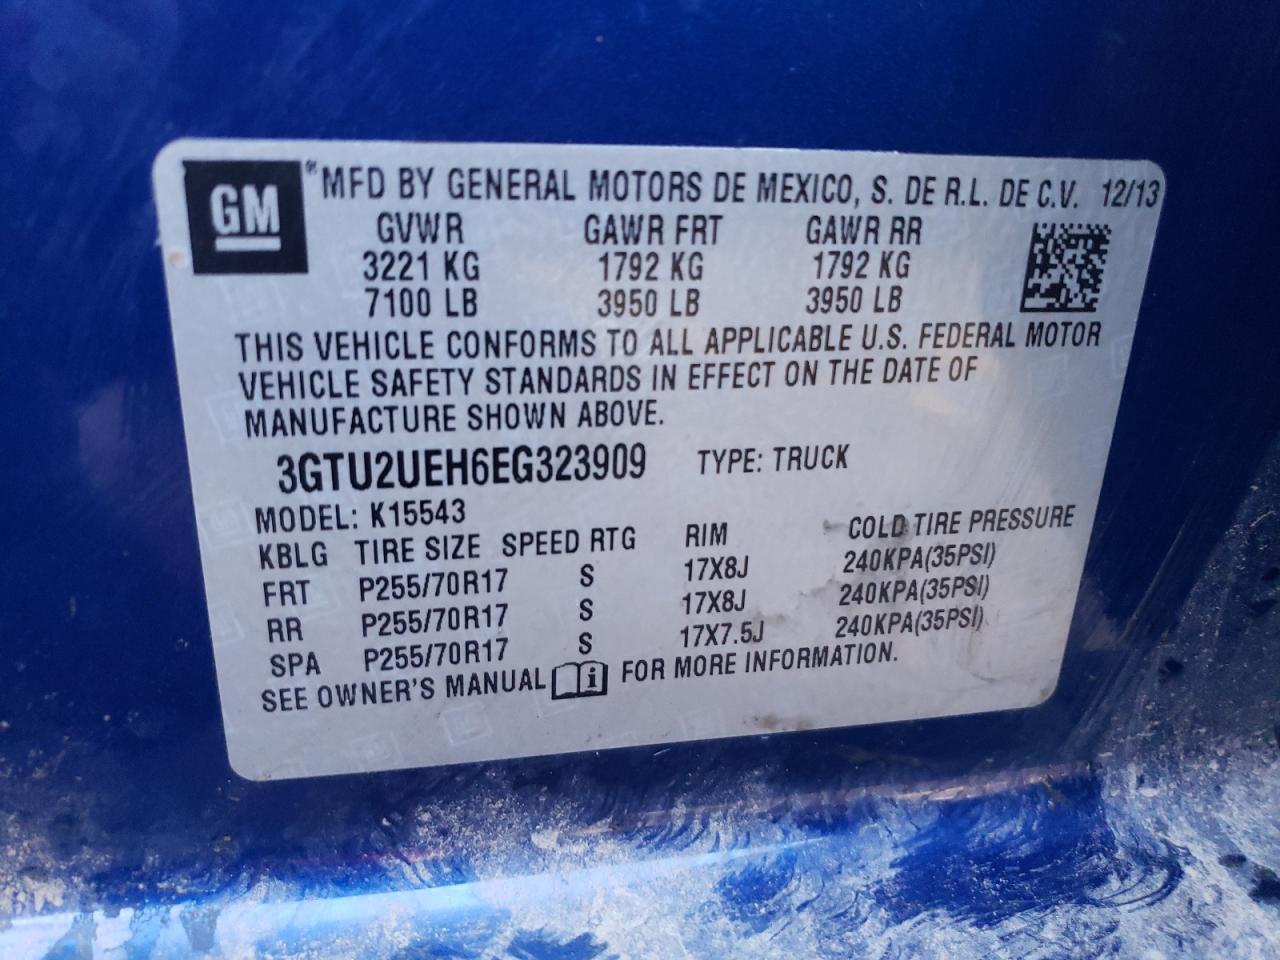 GM ® MFD BY GENERAL MOTORS DE MEXICO, S. DE R.L. DE C.V. 12/13
GVWR GAWR FRT GAWR RR
3221 KG 1792 KG 1792 KG
7100 LB 3950 LB 3950 LB
THIS VEHICLE CONFORMS TO ALL APPLICABLE U.S. FEDERAL MOTOR
VEHICLE SAFETY STANDARDS IN EFFECT ON THE DATE OF
MANUFACTURE SHOWN ABOVE.
3GTU2UEH6EG323909 TYPE: TRUCK
MODEL: K15543
KBLG TIRE SIZE SPEED RTG RIM COLD TIRE PRESSURE
FRT P255/70R17 S 17X8J 240KPA(35PSI)
RR P255/70R17 S 17X8J 240KPA(35PSI)
SPA P255/70R17 S 17X7.5J 240KPA(35PSI)
SEE OWNER'S MANUAL i FOR MORE INFORMATION.